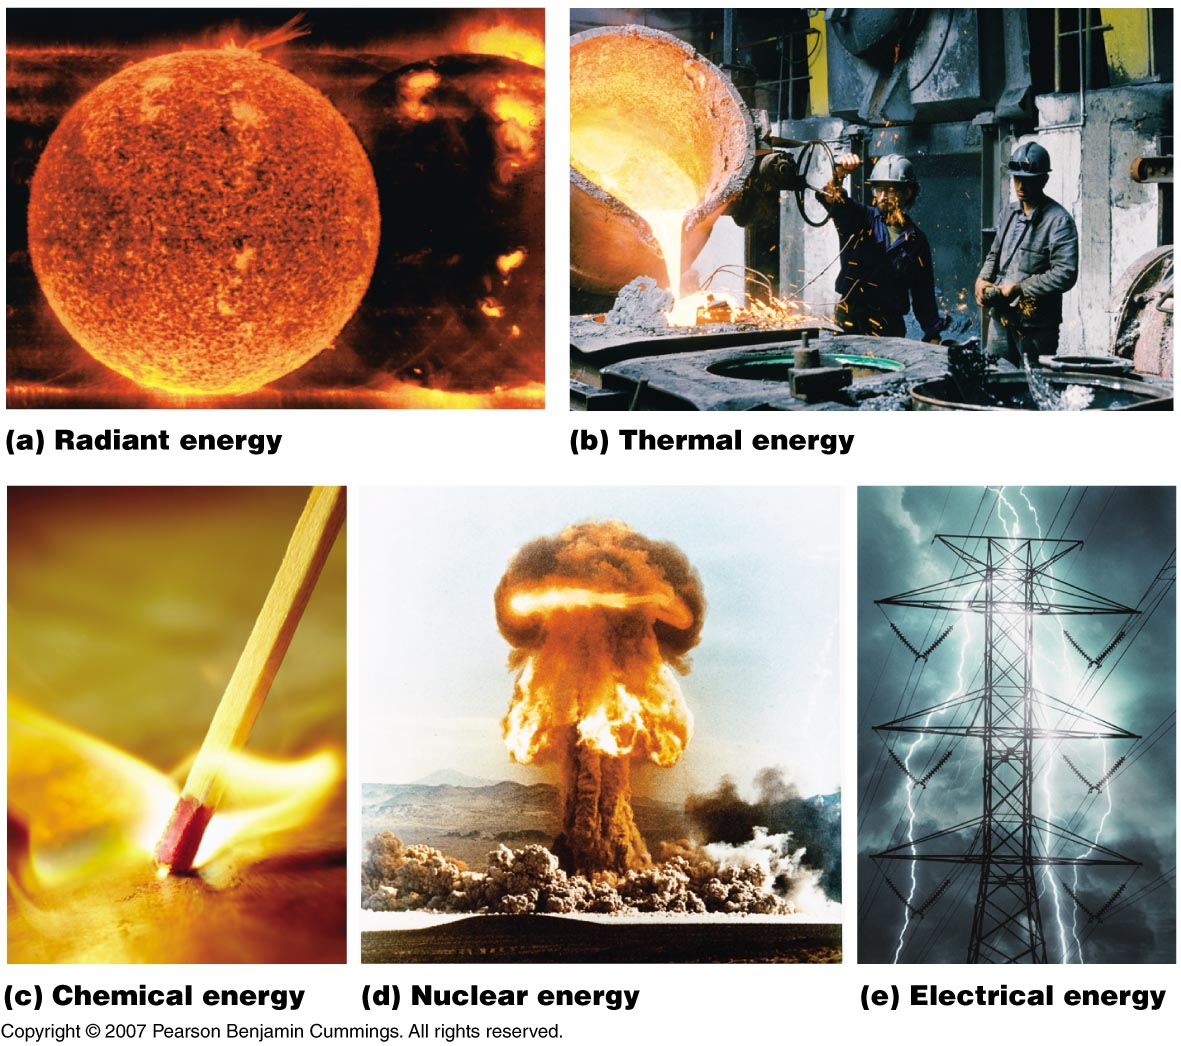 (a) Radiant energy
(b) Thermal energy
(c) Chemical energy
(d) Nuclear energy
(e) Electrical energy
Copyright © 2007 Pearson Benjamin Cummings. All rights reserved.